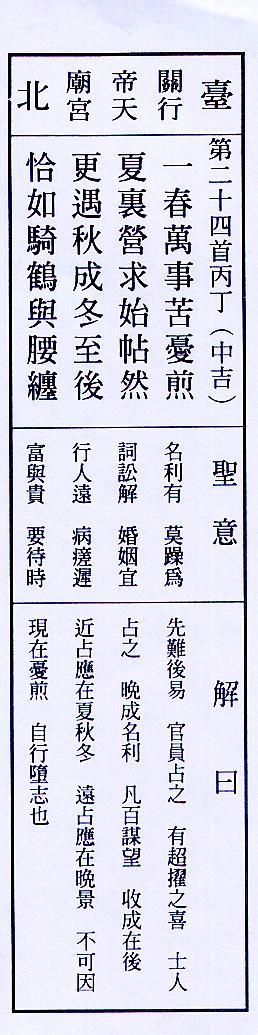 臺
關帝廟
行天宮
北
第二十四首丙丁(中吉)
一春萬事苦憂煎
夏裏營求始帖然
更遇秋成冬至後
恰如騎鶴與腰纏
聖意
名利有 莫躁爲
詞訟解 婚姻宜
行人遠 病瘥遲
富與貴 要待時
解曰
先難後易 官員占之 有超擢之喜 士人
占之 晚成名利 凡百謀望 收成在後
近占應在夏秋冬 遠占應在晚景 不可因
現在憂煎 自行墮志也